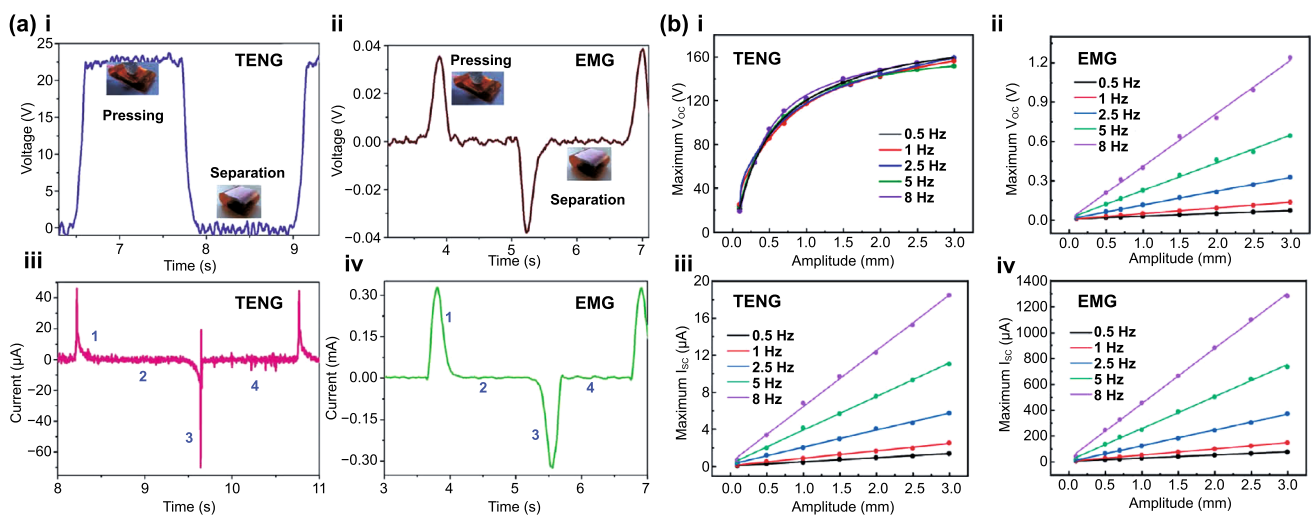 (a) i
TENG
Voltage (V)
25
20
15
10
5
0
Pressing
Separation
7
8
9
Time (s)
ii
EMG
Voltage (V)
0.04
0.02
0.00
−0.02
−0.04
Pressing
Separation
3
4
5
6
7
Time (s)
iii
TENG
Current (µA)
40
20
0
−20
−40
−60
1
2
3
4
8
9
10
11
Time (s)
iv
EMG
Current (mA)
0.30
0.15
0.00
−0.15
−0.30
1
2
3
4
3
4
5
6
7
Time (s)
(b) i
TENG
Maximum VOC (V)
160
120
80
40
0
0.5 Hz
1 Hz
2.5 Hz
5 Hz
8 Hz
0.0
0.5
1.0
1.5
2.0
2.5
3.0
Amplitude (mm)
ii
EMG
Maximum VOC (V)
1.2
0.9
0.6
0.3
0.0
0.5 Hz
1 Hz
2.5 Hz
5 Hz
8 Hz
0.0
0.5
1.0
1.5
2.0
2.5
3.0
Amplitude (mm)
iii
TENG
Maximum ISC (µA)
20
16
12
8
4
0
0.5 Hz
1 Hz
2.5 Hz
5 Hz
8 Hz
0.0
0.5
1.0
1.5
2.0
2.5
3.0
Amplitude (mm)
iv
EMG
Maximum ISC (µA)
1400
1200
1000
800
600
400
200
0
0.5 Hz
1 Hz
2.5 Hz
5 Hz
8 Hz
0.0
0.5
1.0
1.5
2.0
2.5
3.0
Amplitude (mm)